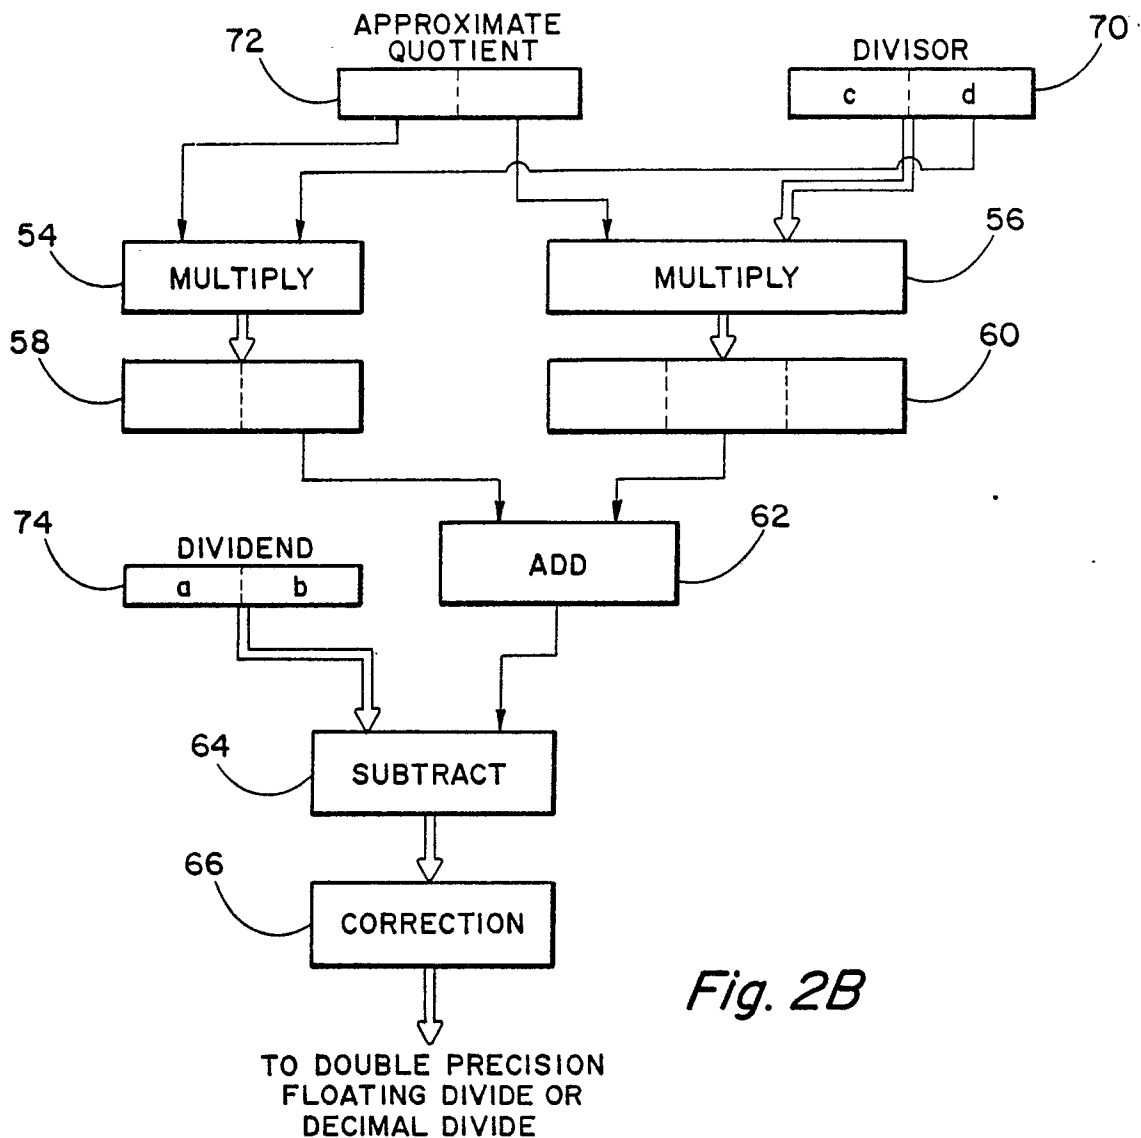 APPROXIMATE
QUOTIENT
72
DIVISOR
70
c
d
54
MULTIPLY
MULTIPLY
56
58
60
74
DIVIDEND
a
b
ADD
62
64
SUBTRACT
66
CORRECTION
Fig. 2B
TO DOUBLE PRECISION
FLOATING DIVIDE OR
DECIMAL DIVIDE